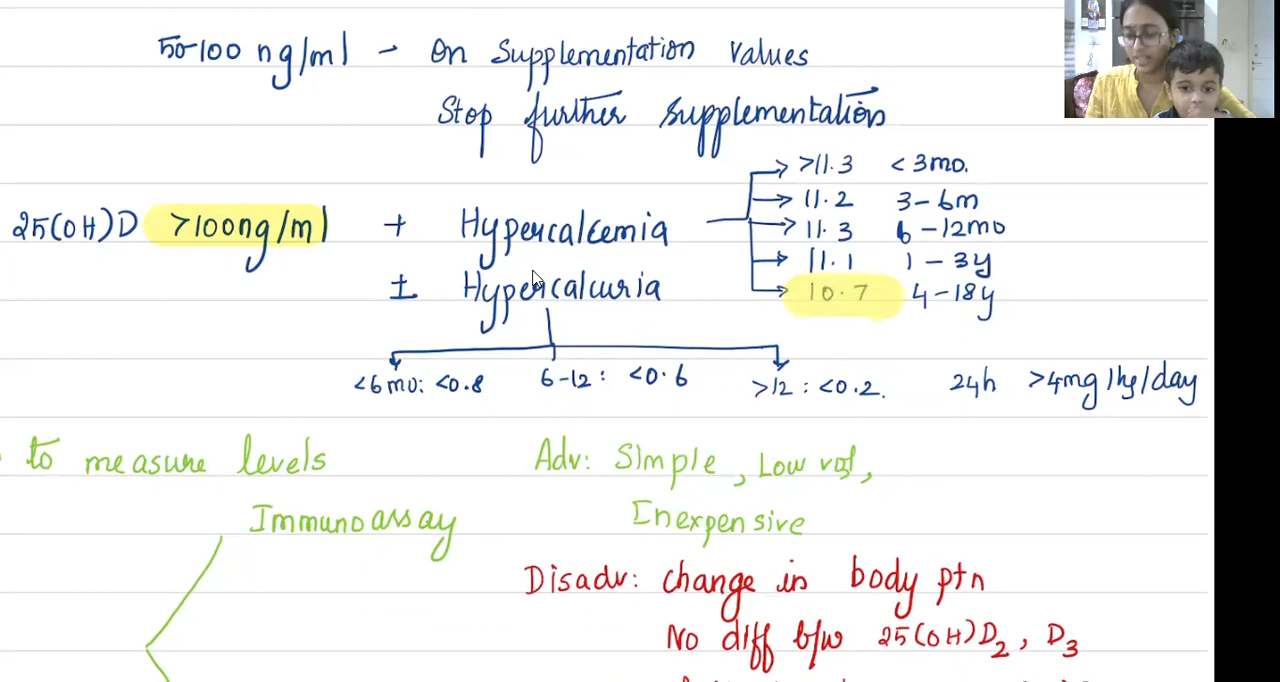 50-100 ng/ml - On Supplementation values
Stop further supplementation
>11.3 <3mo.
11.2 3-6m
25(OH)D >100ng/ml + Hypercalcemia
11.3 6-12mo
11.1 1-3y
± Hypercalcuria
10.7 4-18y
<6mo: <0.8 6-12: <0.6 >12: <0.2. 24h >4mg/kg/day
to measure levels Adv: Simple, Low vol,
Immunoassay Inexpensive
Disadv: change in body ptn
No diff b/w 25(OH)D2, D3